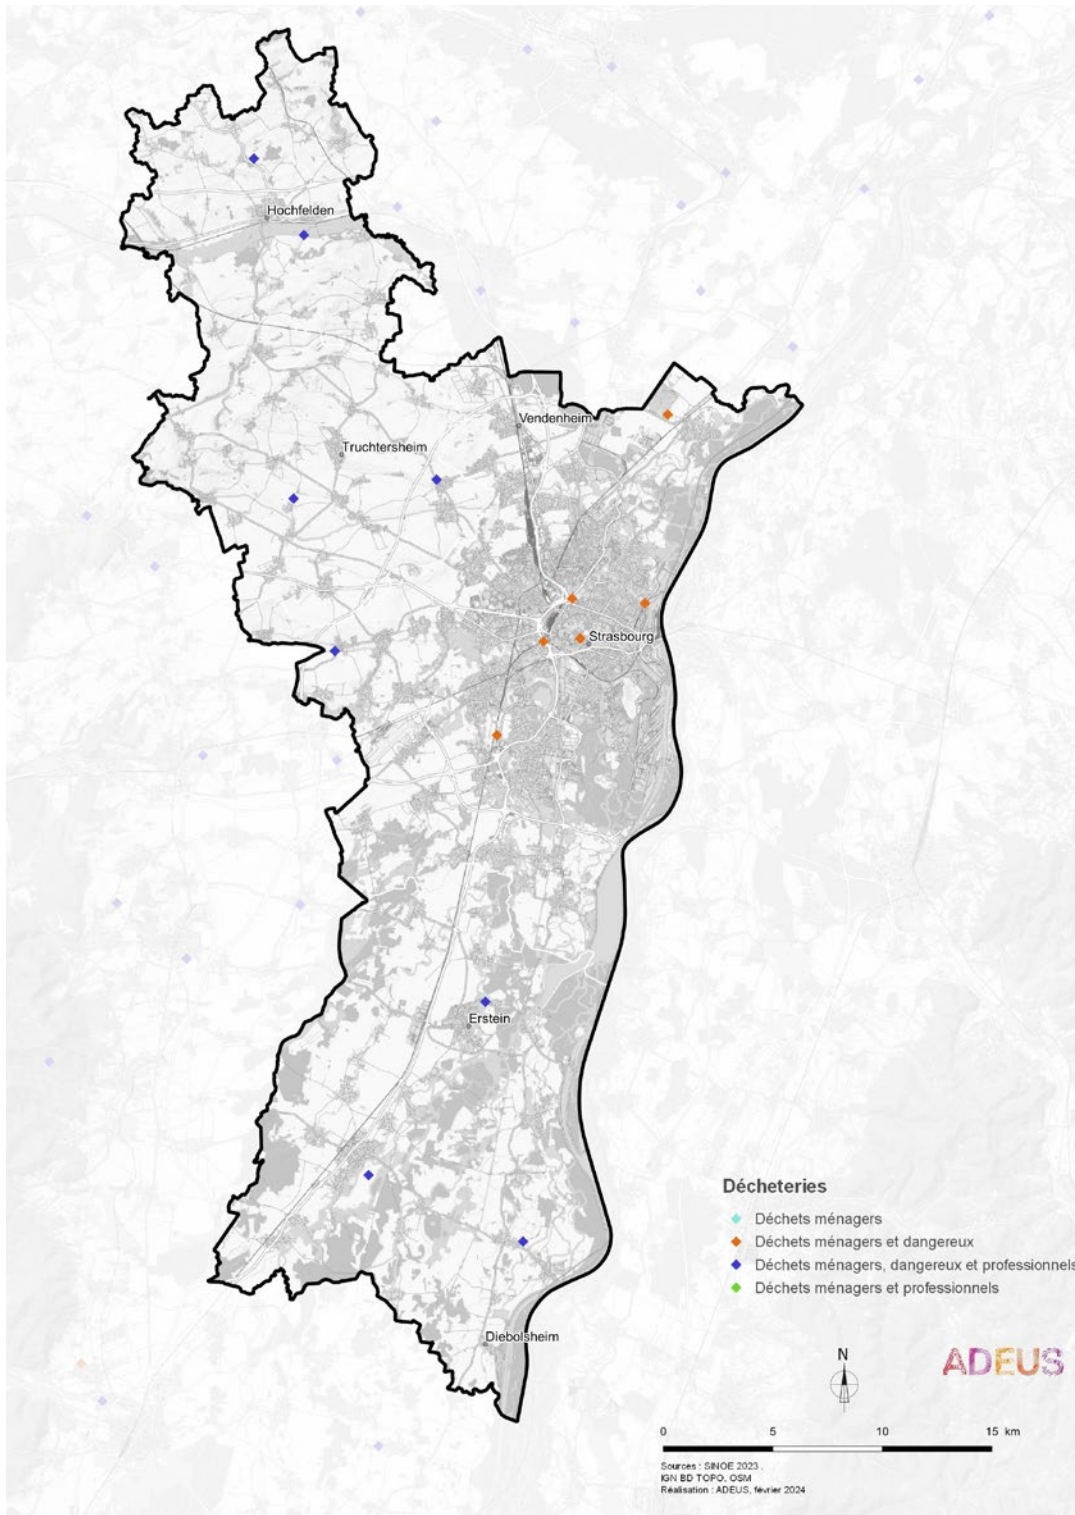 Hochfelden
Vendenheim
Truchtersheim
Strasbourg
Erstein
Diebolsheim
Décheteries
Déchets ménagers
Déchets ménagers et dangereux
Déchets ménagers, dangereux et professionnels
Déchets ménagers et professionnels
N
ADEUS
0 5 10 15 km
Sources : SINOE 2023 .
IGN BD TOPO, OSM
Réalisation : ADEUS, février 2024